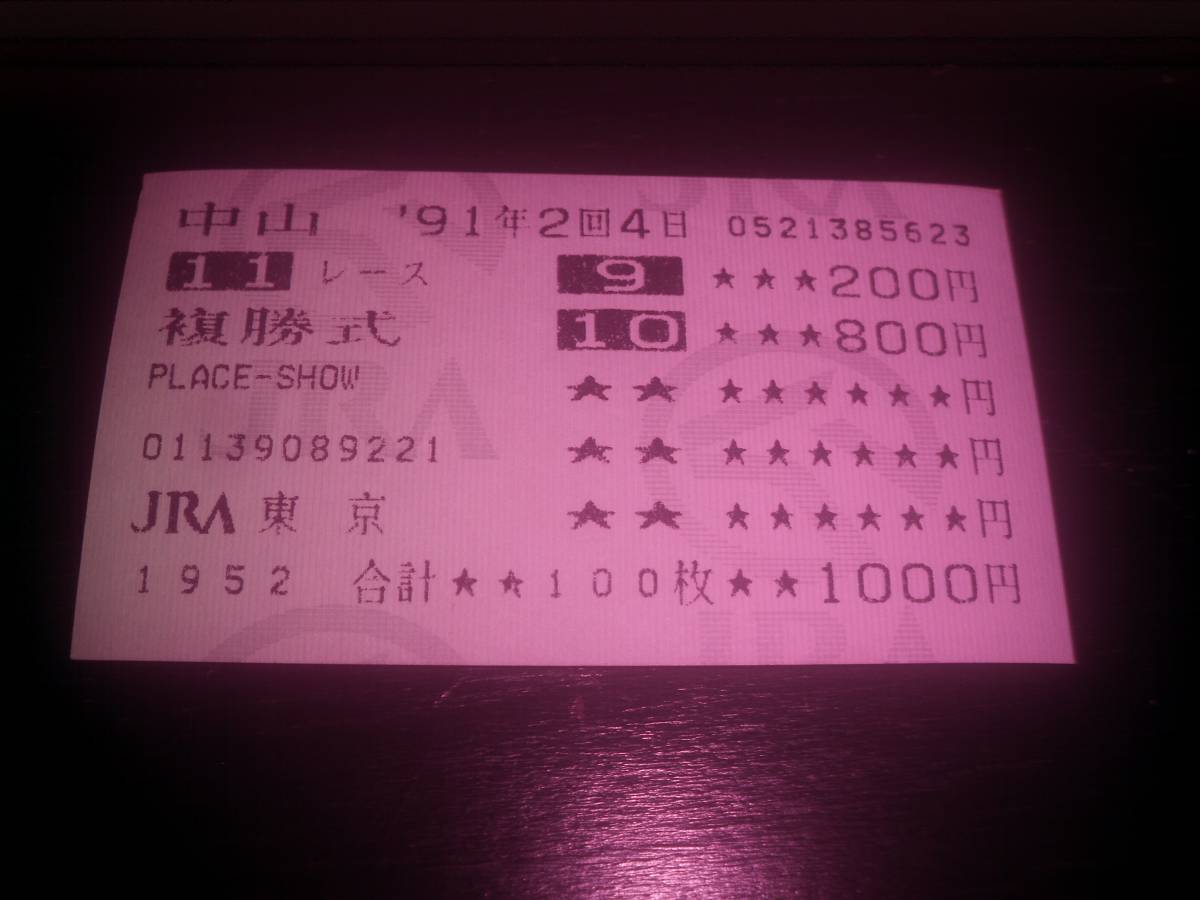 中山 '91年2回4日 0521385623
11 レース 9 ★★★200円
複勝式 10 ★★★800円
PLACE-SHOW ★★ ★★★★★★円
01139089221 ★★ ★★★★★★円
JRA 東京 ★★ ★★★★★★円
1952 合計★★100枚★★1000円